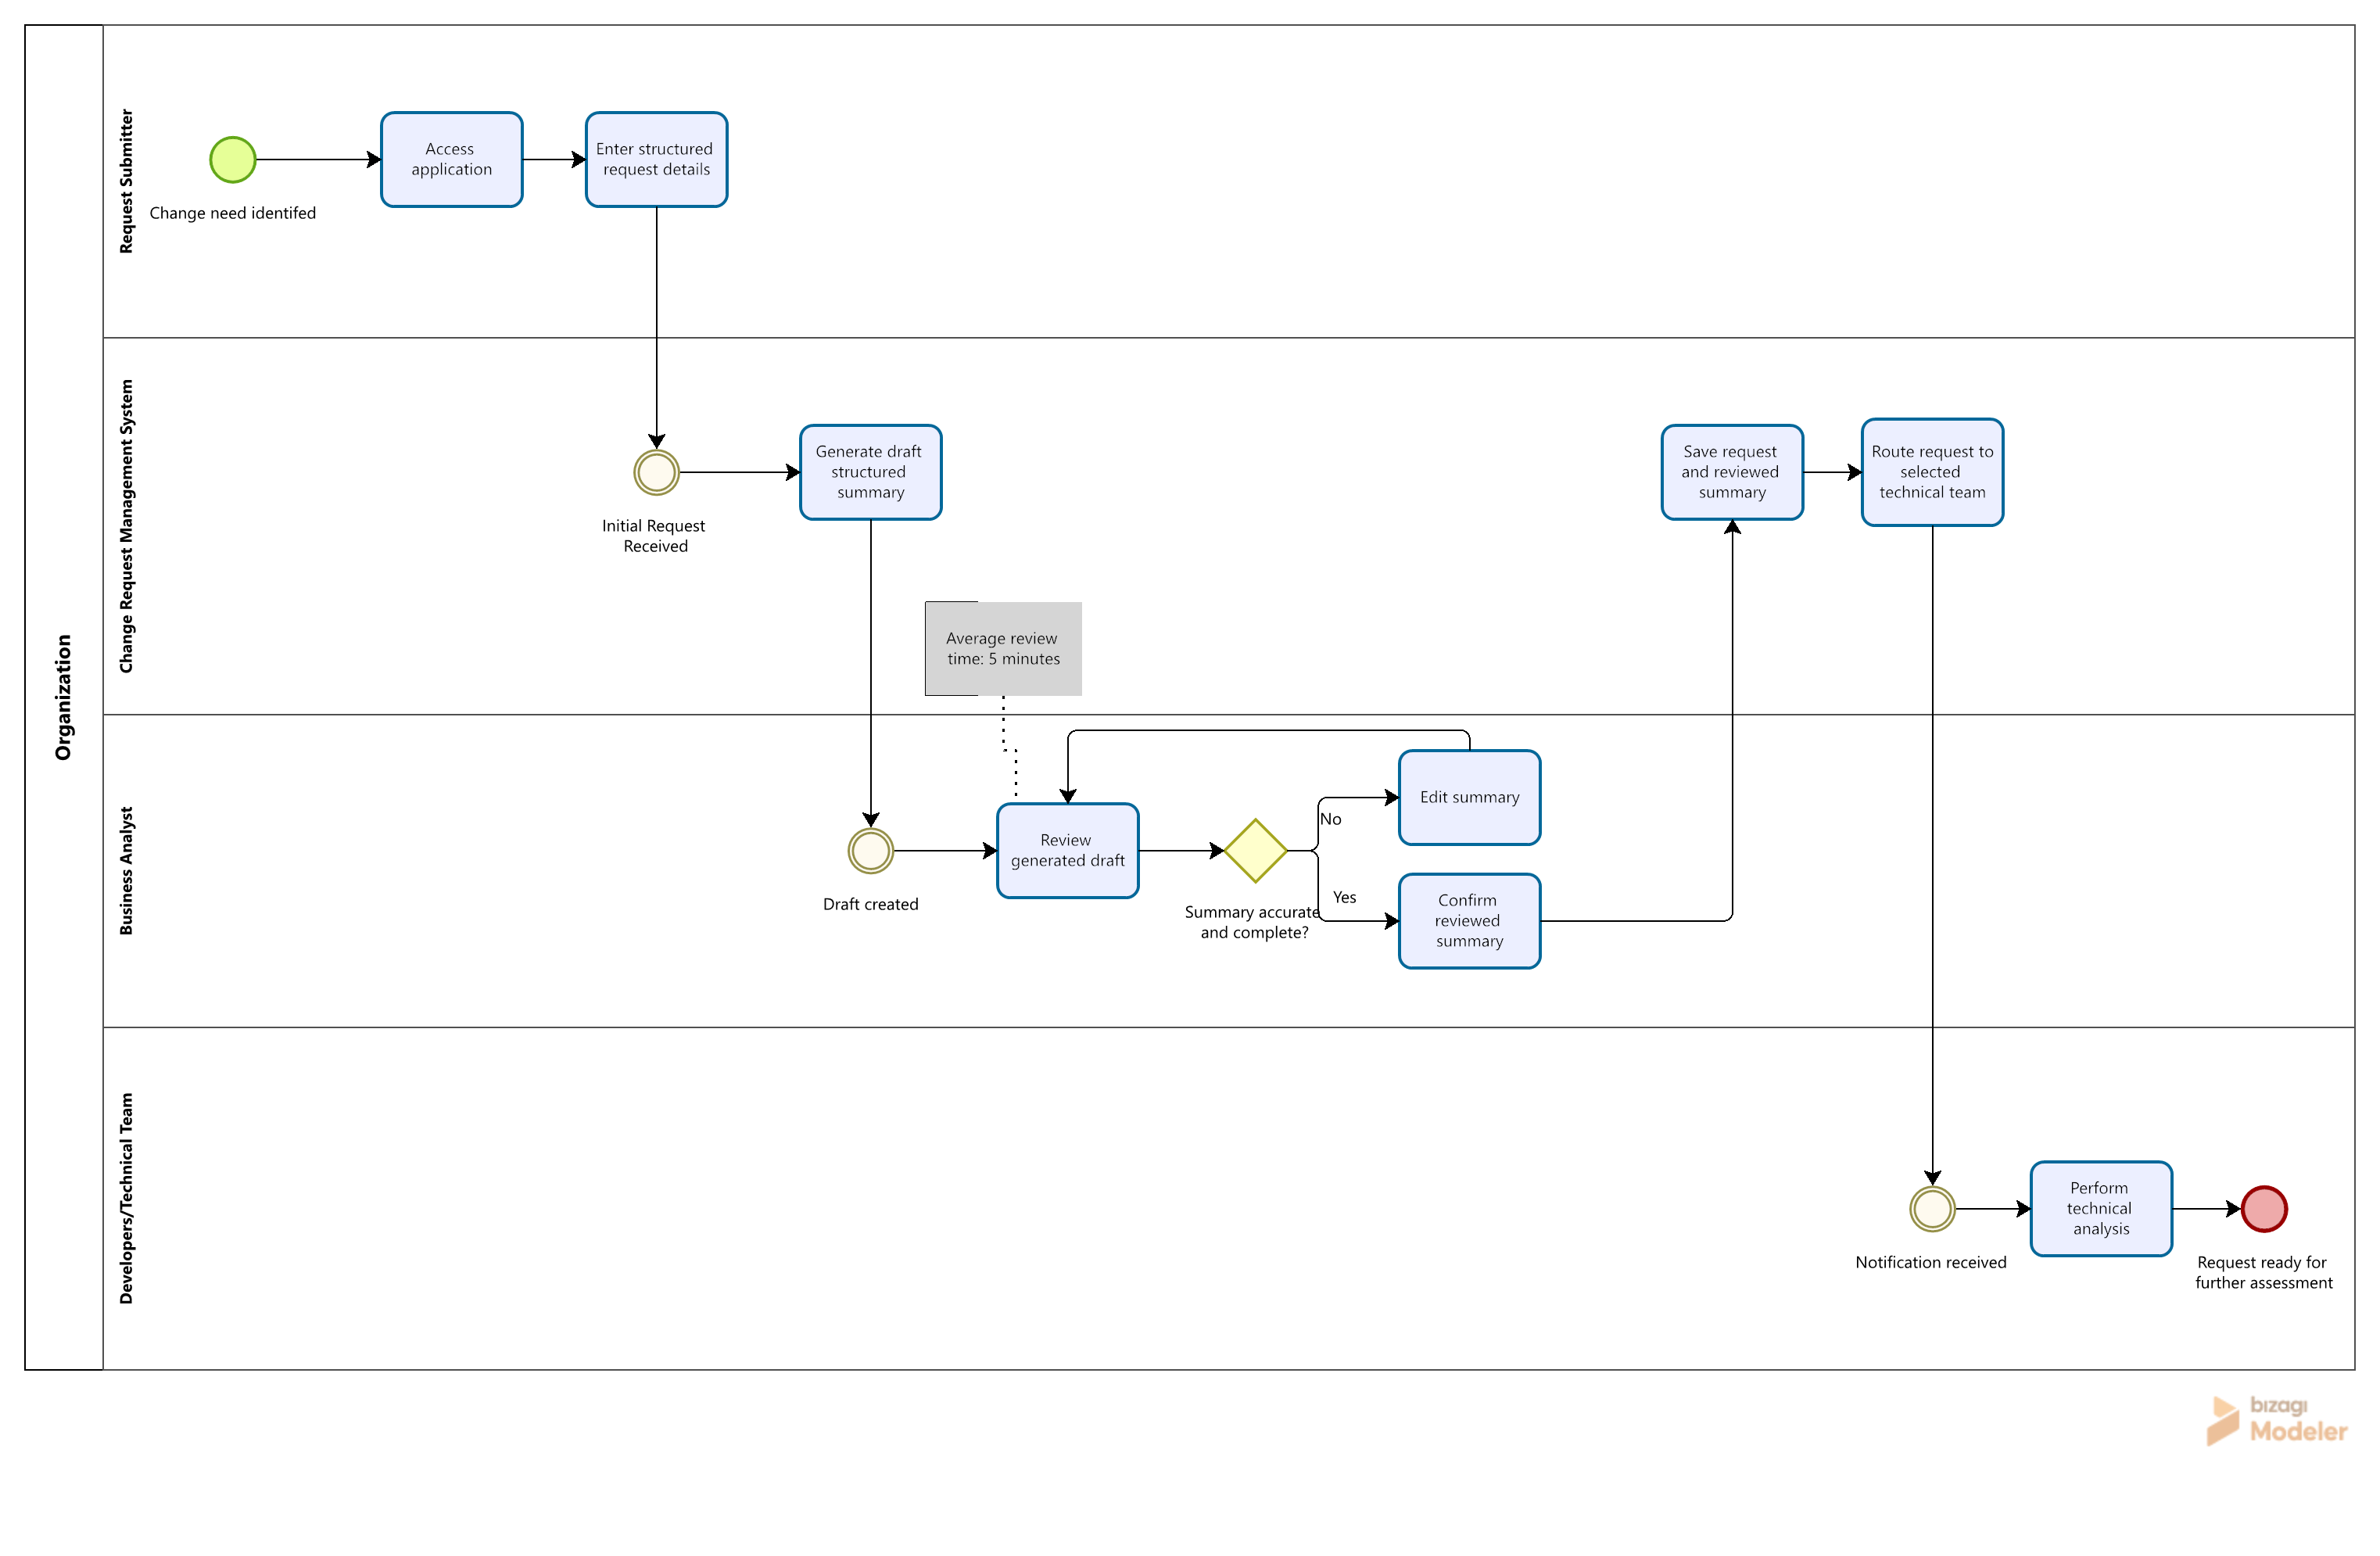 Organization
Request Submitter
Change need identifed
Access
application
Enter structured
request details
Change Request Management System
Initial Request
Received
Generate draft
structured
summary
Average review
time: 5 minutes
Save request
and reviewed
summary
Route request to
selected
technical team
Business Analyst
Draft created
Review
generated draft
Summary accurate
and complete?
No
Yes
Edit summary
Confirm
reviewed
summary
Developers/Technical Team
Notification received
Perform
technical
analysis
Request ready for
further assessment
bizagi
Modeler